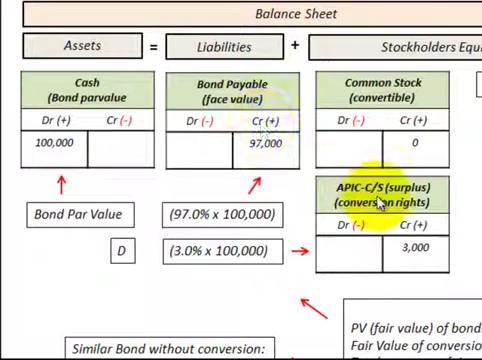 Balance Sheet
Assets = Liabilities + Stockholders Equi
Cash
(Bond parvalue
Dr (+) Cr (-)
100,000
Bond Payable
(face value)
Dr (-) Cr (+)
97,000
Common Stock
(convertible)
Dr (-) Cr (+)
0
APIC-C/S (surplus)
(conversion rights)
Dr (-) Cr (+)
3,000
Bond Par Value
(97.0% x 100,000)
D
(3.0% x 100,000)
PV (fair value) of bond
Fair Value of conversio
Similar Bond without conversion: